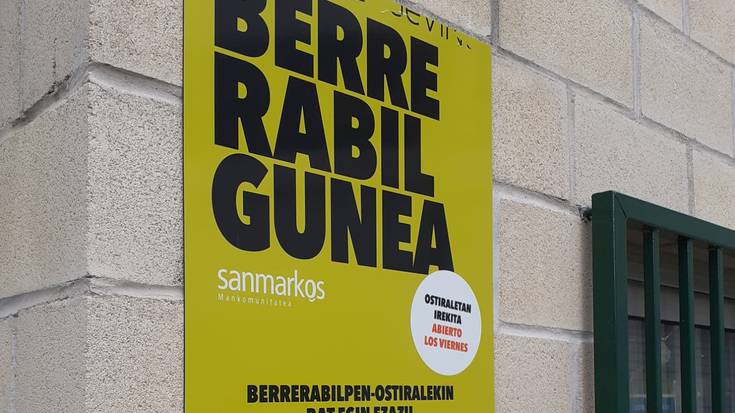 BERRE
RABIL
GUNEA
sanmarkos
Mankomunitatea
OSTIRALETAN
IREKITA
ABIERTO
LOS VIERNES
BERRERABILPEN-OSTIRALEKIN
BAT EGIN EZAZU